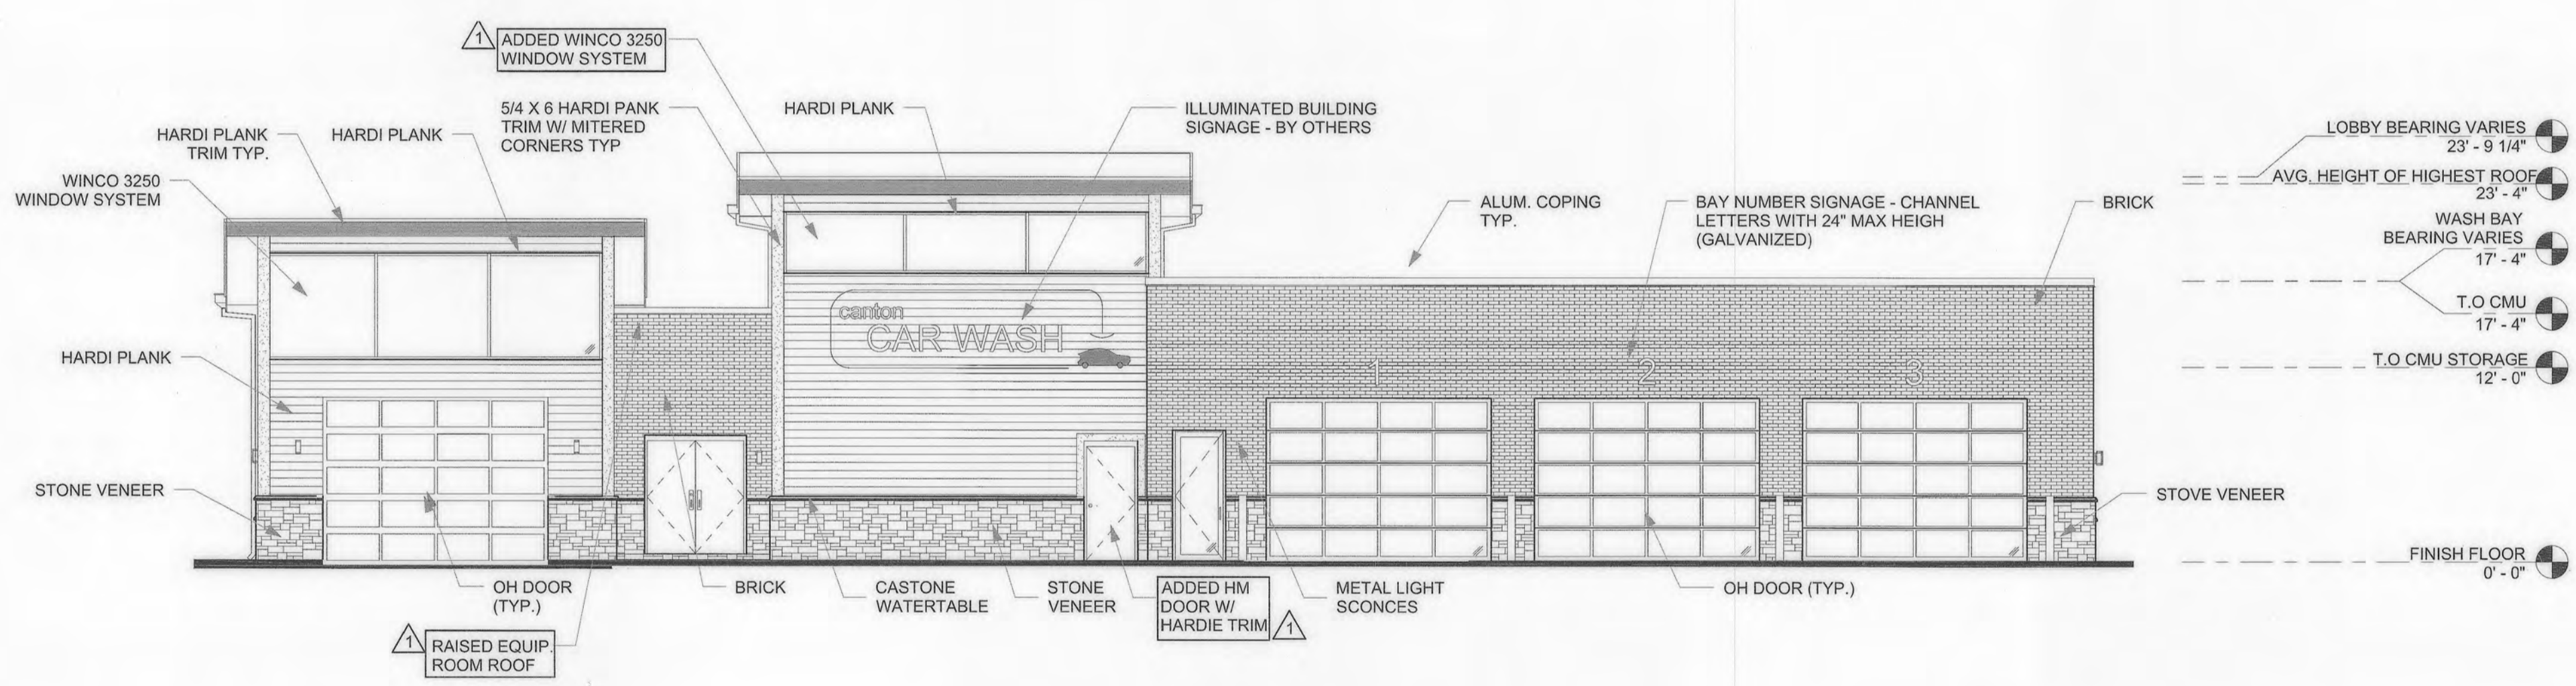 1
ADDED WINCO 3250
WINDOW SYSTEM
5/4 X 6 HARDI PANK
TRIM W/ MITERED
CORNERS TYP
HARDI PLANK
ILLUMINATED BUILDING
SIGNAGE - BY OTHERS
HARDI PLANK
TRIM TYP.
HARDI PLANK
WINCO 3250
WINDOW SYSTEM
ALUM. COPING
TYP.
BAY NUMBER SIGNAGE - CHANNEL
LETTERS WITH 24" MAX HEIGH
(GALVANIZED)
BRICK
LOBBY BEARING VARIES
23' - 9 1/4"
AVG. HEIGHT OF HIGHEST ROOF
23' - 4"
WASH BAY
BEARING VARIES
17' - 4"
T.O CMU
17' - 4"
T.O CMU STORAGE
12' - 0"
FINISH FLOOR
0' - 0"
canton
CAR WASH
1
2
3
HARDI PLANK
STONE VENEER
STOVE VENEER
OH DOOR
(TYP.)
BRICK
CASTONE
WATERTABLE
STONE
VENEER
ADDED HM
DOOR W/
HARDIE TRIM
1
METAL LIGHT
SCONCES
OH DOOR (TYP.)
1
RAISED EQUIP.
ROOM ROOF